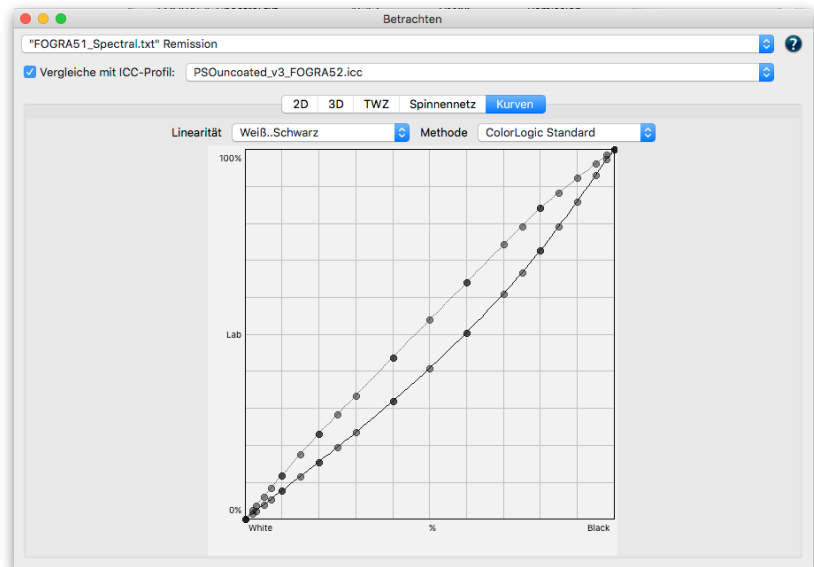 Betrachten
"FOGRA51_Spectral.txt" Remission
?
Vergleiche mit ICC-Profil: PSOuncoated_v3_FOGRA52.icc
2D 3D TWZ Spinnennetz Kurven
Linearität Weiß..Schwarz Methode ColorLogic Standard
100%
Lab
0%
White % Black